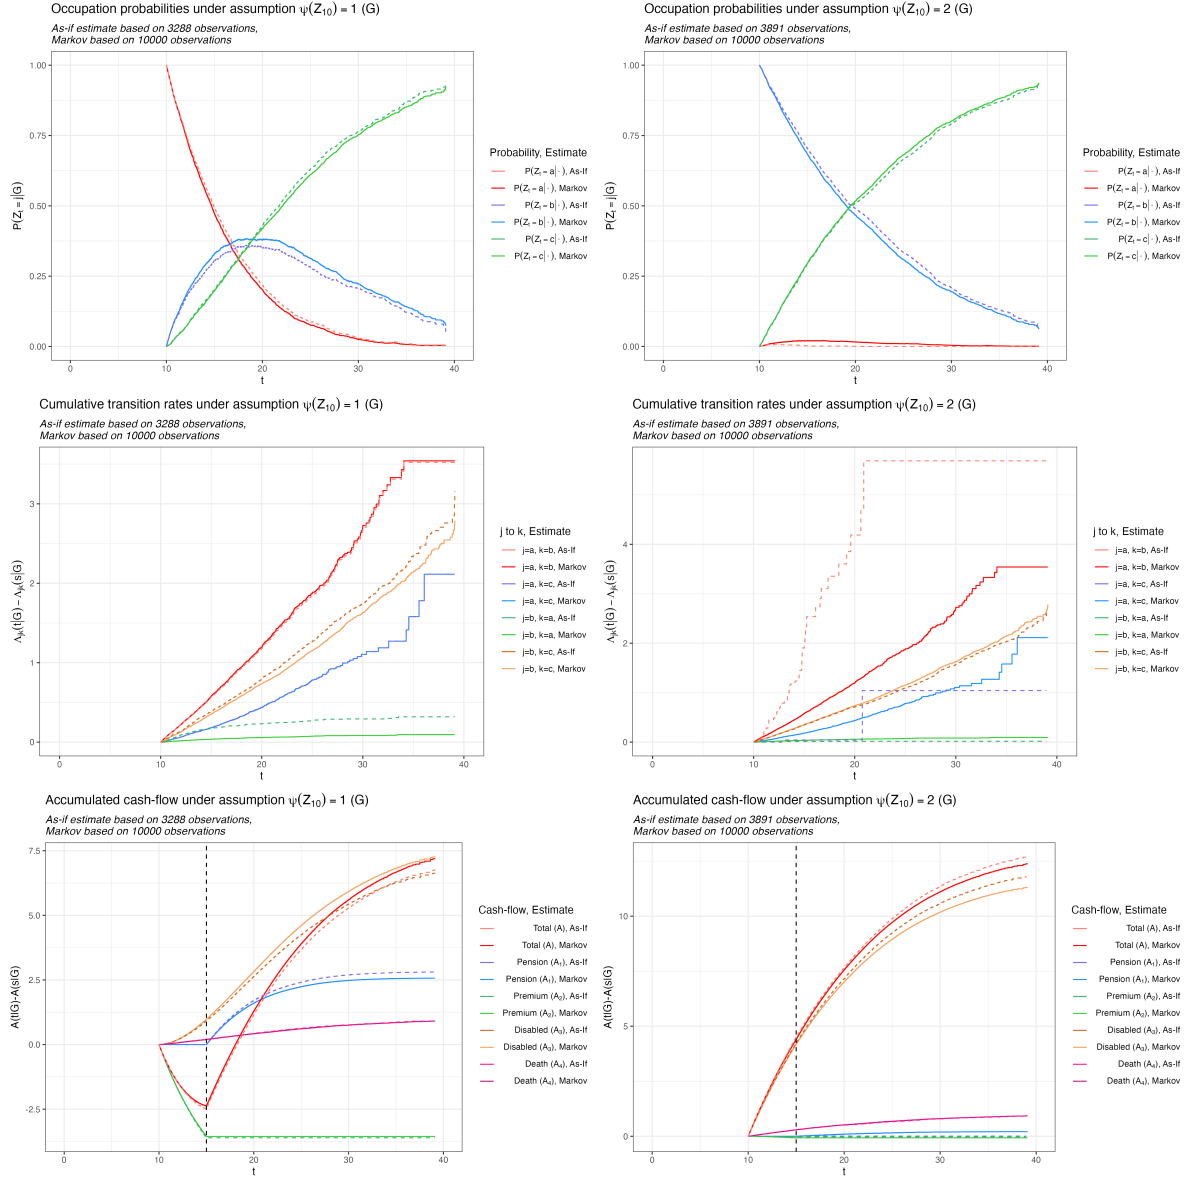 Occupation probabilities under assumption ψ(Z₁₀) = 1 (G)
As-if estimate based on 3288 observations,
Markov based on 10000 observations
1.00
0.75
0.50
0.25
0.00
P(Zₜ = j|G)
0
10
20
30
40
t
Probability, Estimate
P(Zₜ = a|·), As-If
P(Zₜ = a|·), Markov
P(Zₜ = b|·), As-If
P(Zₜ = b|·), Markov
P(Zₜ = c|·), As-If
P(Zₜ = c|·), Markov
Occupation probabilities under assumption ψ(Z₁₀) = 2 (G)
As-if estimate based on 3891 observations,
Markov based on 10000 observations
1.00
0.75
0.50
0.25
0.00
P(Zₜ = j|G)
0
10
20
30
40
t
Probability, Estimate
P(Zₜ = a|·), As-If
P(Zₜ = a|·), Markov
P(Zₜ = b|·), As-If
P(Zₜ = b|·), Markov
P(Zₜ = c|·), As-If
P(Zₜ = c|·), Markov
Cumulative transition rates under assumption ψ(Z₁₀) = 1 (G)
As-if estimate based on 3288 observations,
Markov based on 10000 observations
3
2
1
0
Λⱼₖ(t|G) − Λⱼₖ(s|G)
0
10
20
30
40
t
j to k, Estimate
j=a, k=b, As-If
j=a, k=b, Markov
j=a, k=c, As-If
j=a, k=c, Markov
j=b, k=a, As-If
j=b, k=a, Markov
j=b, k=c, As-If
j=b, k=c, Markov
Cumulative transition rates under assumption ψ(Z₁₀) = 2 (G)
As-if estimate based on 3891 observations,
Markov based on 10000 observations
4
2
0
Λⱼₖ(t|G) − Λⱼₖ(s|G)
0
10
20
30
40
t
j to k, Estimate
j=a, k=b, As-If
j=a, k=b, Markov
j=a, k=c, As-If
j=a, k=c, Markov
j=b, k=a, As-If
j=b, k=a, Markov
j=b, k=c, As-If
j=b, k=c, Markov
Accumulated cash-flow under assumption ψ(Z₁₀) = 1 (G)
As-if estimate based on 3288 observations,
Markov based on 10000 observations
7.5
5.0
2.5
0.0
-2.5
A(t|G)-A(s|G)
0
10
20
30
40
t
Cash-flow, Estimate
Total (A), As-If
Total (A), Markov
Pension (A₁), As-If
Pension (A₁), Markov
Premium (A₂), As-If
Premium (A₂), Markov
Disabled (A₃), As-If
Disabled (A₃), Markov
Death (A₄), As-If
Death (A₄), Markov
Accumulated cash-flow under assumption ψ(Z₁₀) = 2 (G)
As-if estimate based on 3891 observations,
Markov based on 10000 observations
10
5
0
A(t|G)-A(s|G)
0
10
20
30
40
t
Cash-flow, Estimate
Total (A), As-If
Total (A), Markov
Pension (A₁), As-If
Pension (A₁), Markov
Premium (A₂), As-If
Premium (A₂), Markov
Disabled (A₃), As-If
Disabled (A₃), Markov
Death (A₄), As-If
Death (A₄), Markov